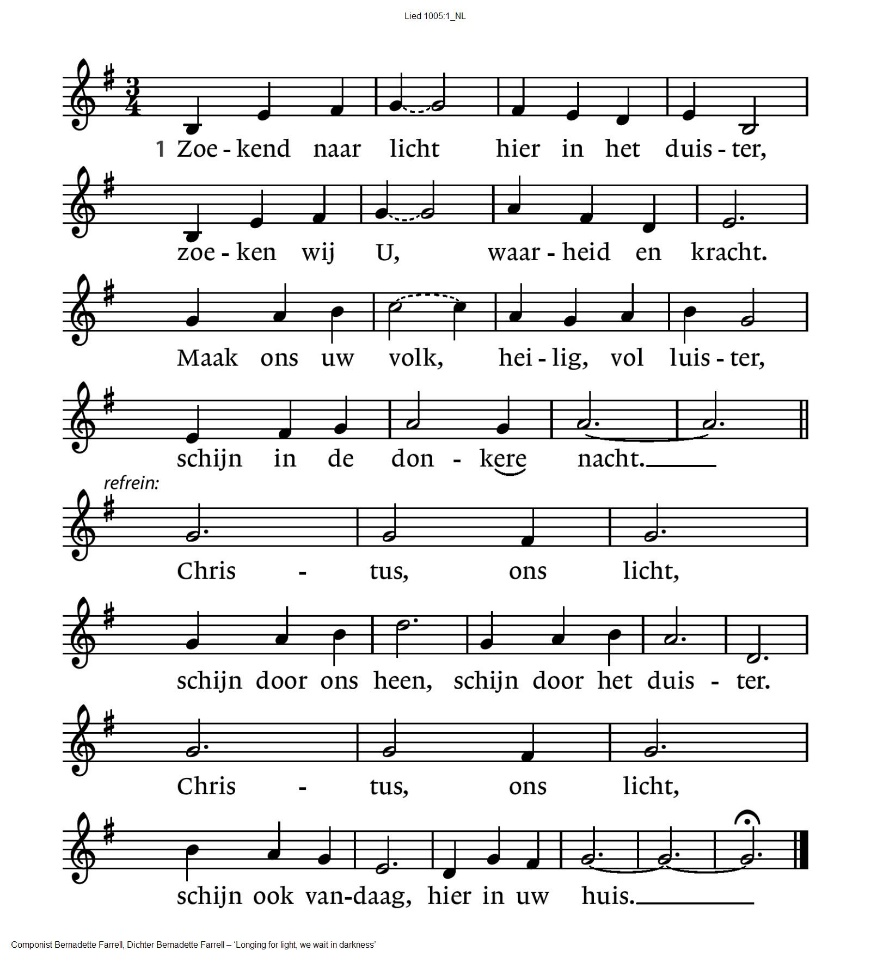 Lied 1005:1_NL
1 Zoe - kend naar licht hier in het duis - ter,
zoe - ken wij U, waar - heid en kracht.
Maak ons uw volk, hei - lig, vol luis - ter,
schijn in de don - kere nacht.
refrein:
Chris - tus, ons licht,
schijn door ons heen, schijn door het duis - ter.
Chris - tus, ons licht,
schijn ook van-daag, hier in uw huis.
Componist Bernadette Farrell, Dichter Bernadette Farrell – ‘Longing for light, we wait in darkness’